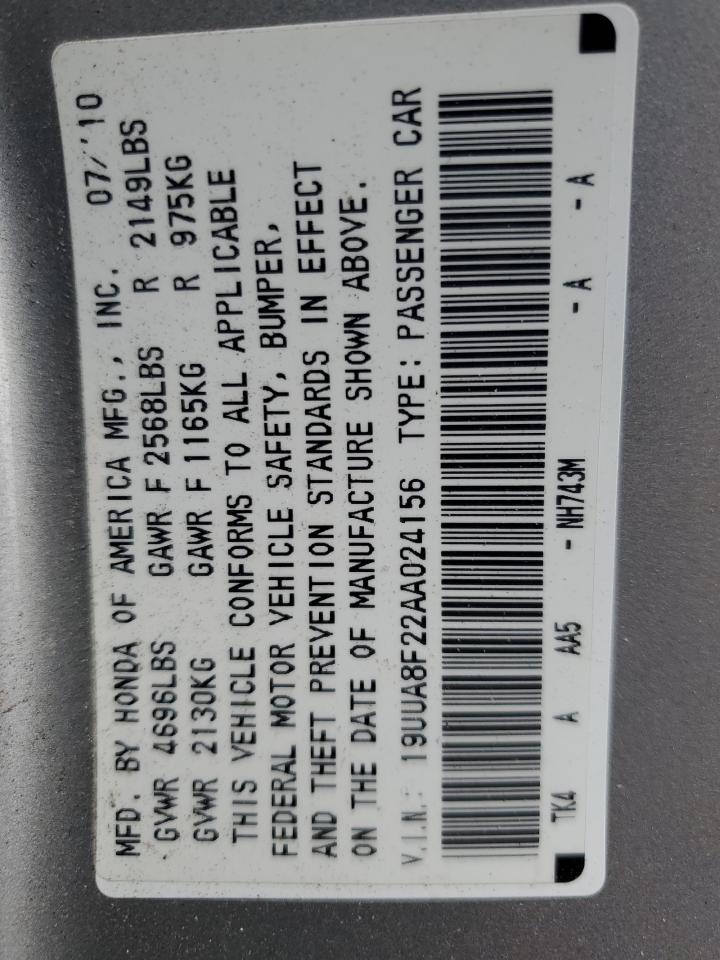 MFD. BY HONDA OF AMERICA MFG., INC. 07/'10
GVWR 4696LBS GAWR F 2568LBS R 2149LBS
GVWR 2130KG GAWR F 1165KG R 975KG
THIS VEHICLE CONFORMS TO ALL APPLICABLE
FEDERAL MOTOR VEHICLE SAFETY, BUMPER,
AND THEFT PREVENTION STANDARDS IN EFFECT
ON THE DATE OF MANUFACTURE SHOWN ABOVE.
V.I.N.: 19UUA8F22AA024156 TYPE: PASSENGER CAR
TK4 A AA5 - NH743M - A - A